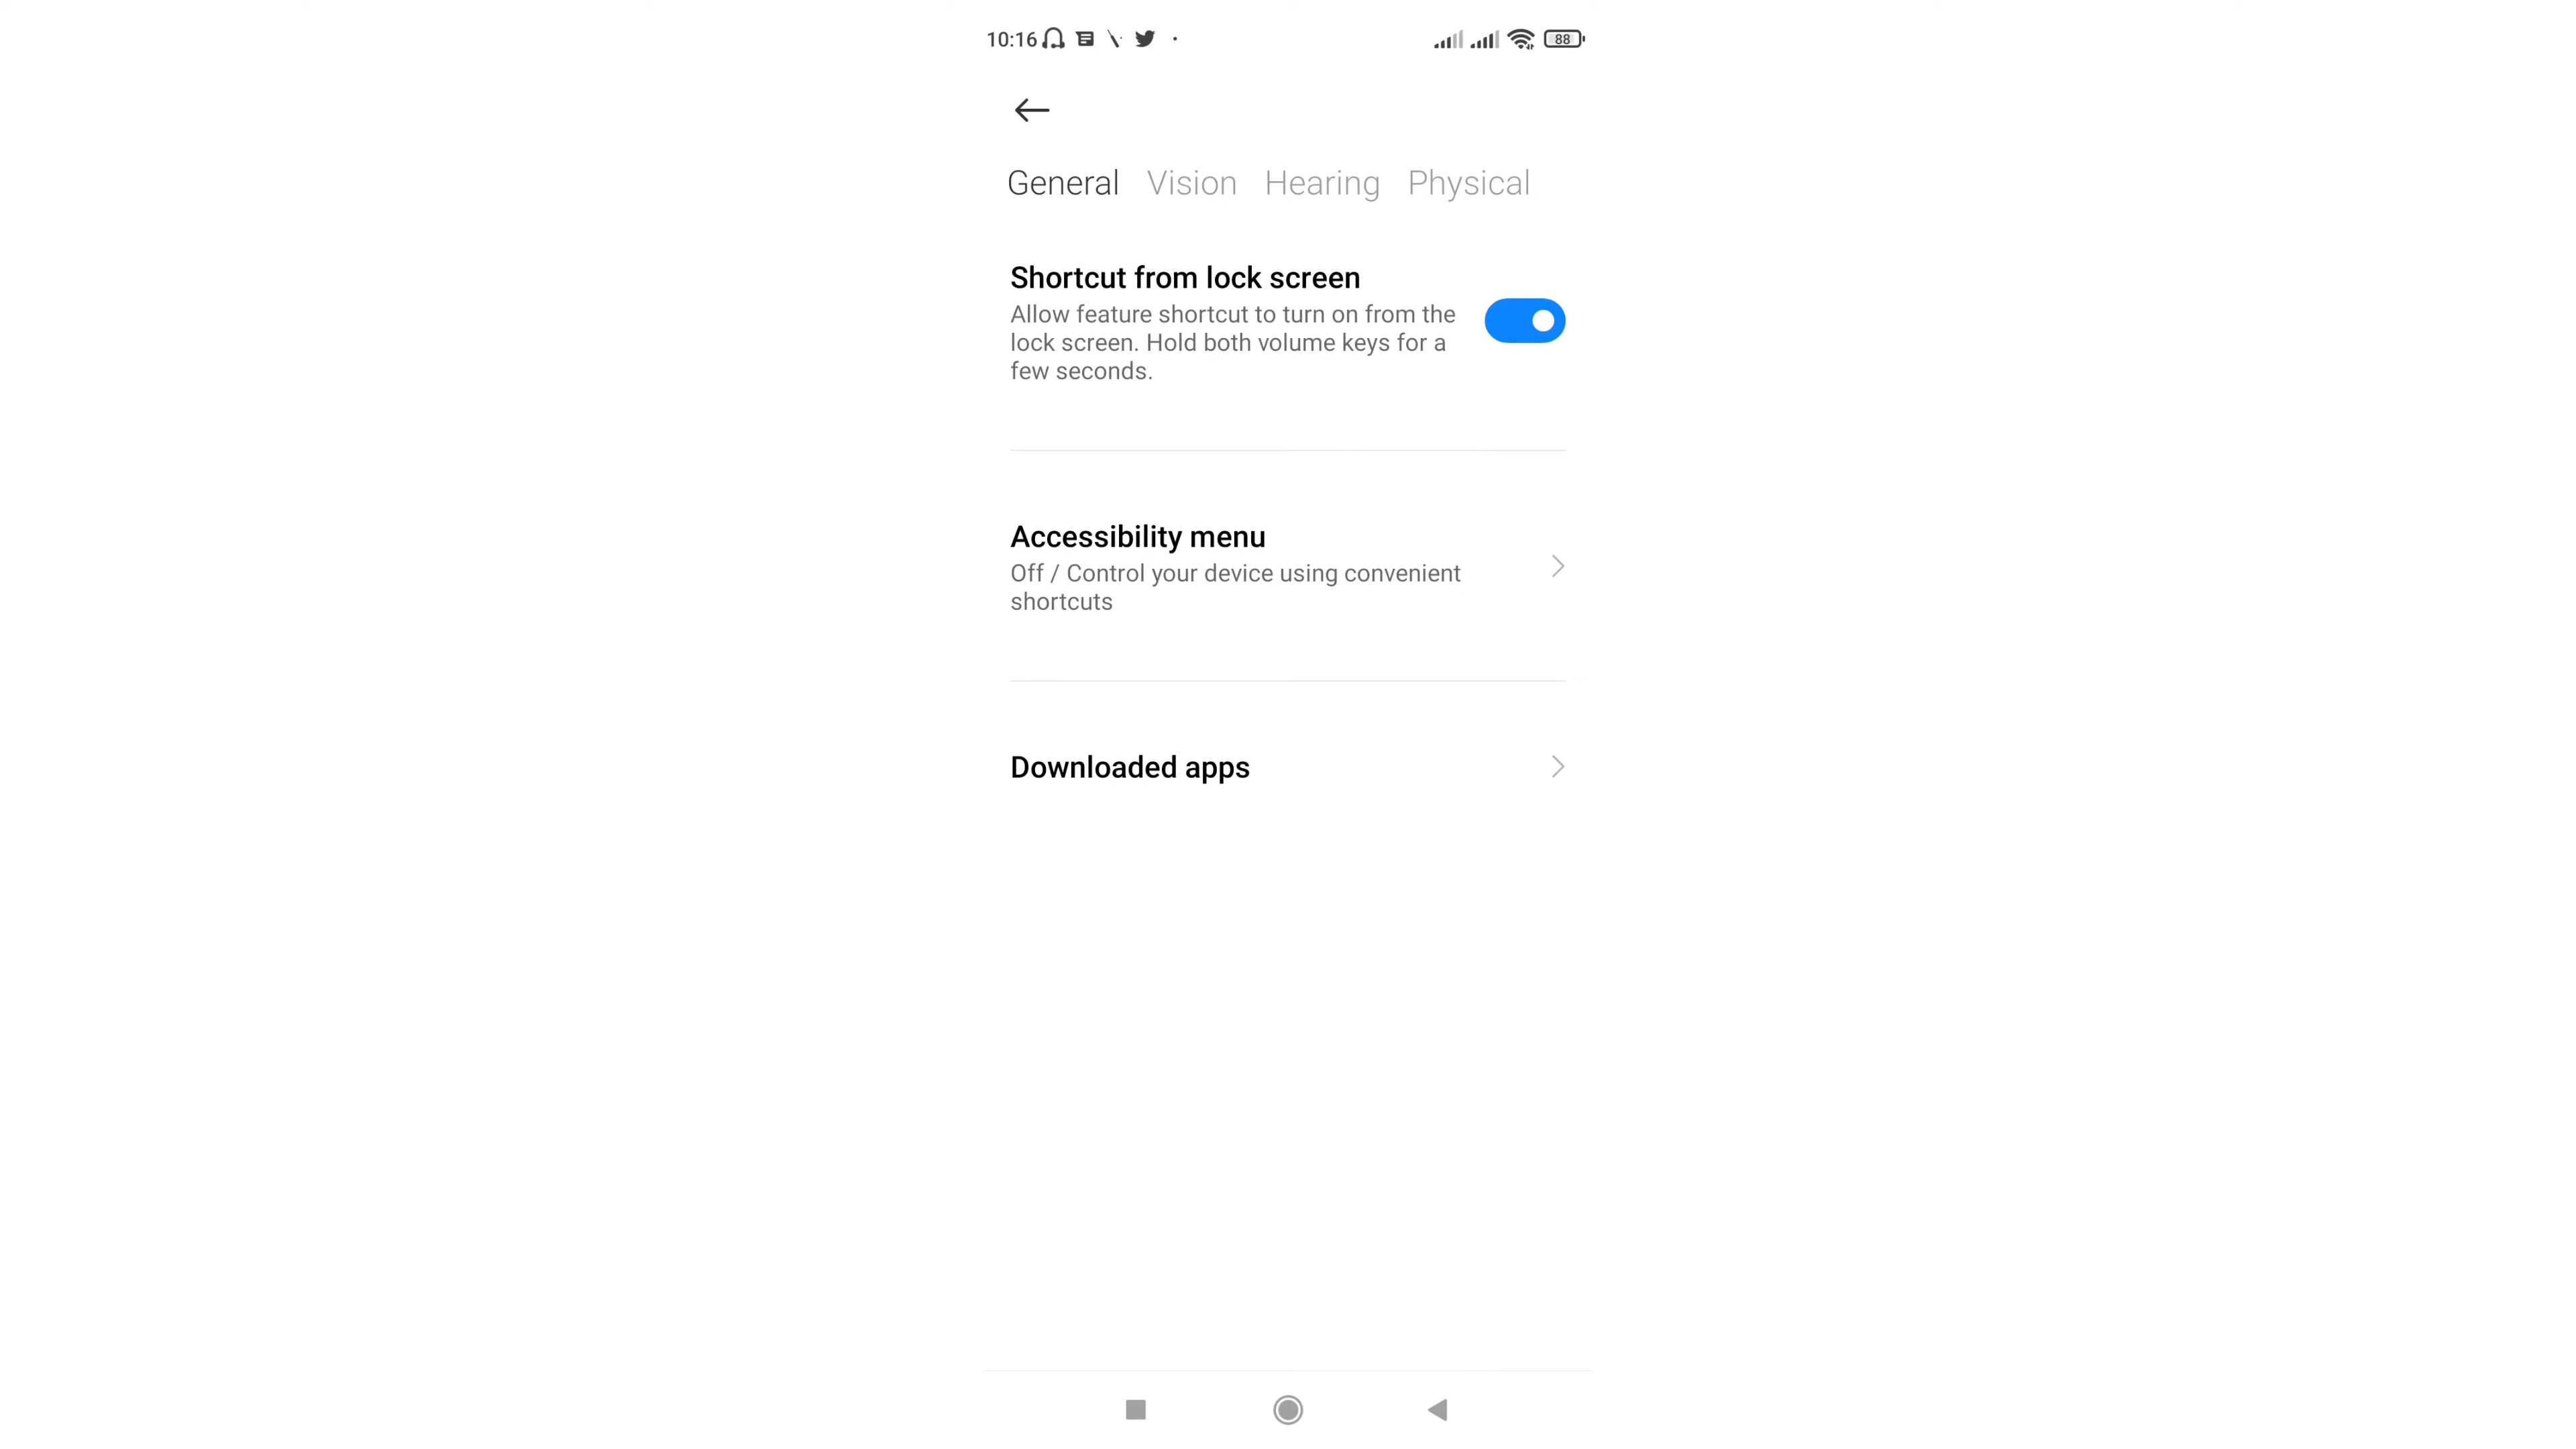 10:16
88
General Vision Hearing Physical
Shortcut from lock screen
Allow feature shortcut to turn on from the
lock screen. Hold both volume keys for a
few seconds.
Accessibility menu
Off / Control your device using convenient
shortcuts
Downloaded apps